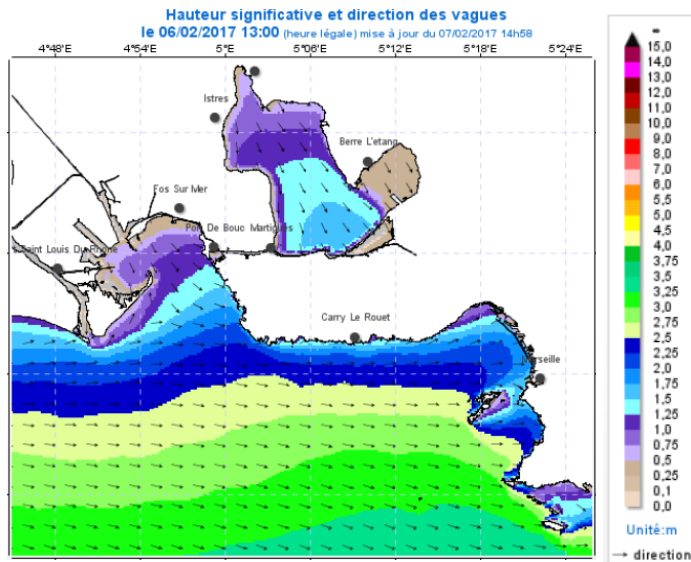 Hauteur significative et direction des vagues
le 06/02/2017 13:00 (heure légale) mise à jour du 07/02/2017 14h58
4°48'E 4°54'E 5°E 5°06'E 5°12'E 5°18'E 5°24'E
Istres
Berre L'etang
Fos Sur Mer
Port De Bouc Martigues
Saint Louis Du Rhone
Carry Le Rouet
Marseille
∞
15,0
14,0
13,0
12,0
11,0
10,0
9,0
8,0
7,0
6,0
5,5
5,0
4,5
4,0
3,75
3,5
3,25
3,0
2,75
2,5
2,25
2,0
1,75
1,5
1,25
1,0
0,75
0,5
0,25
0,1
0,0
Unité:m
→ direction